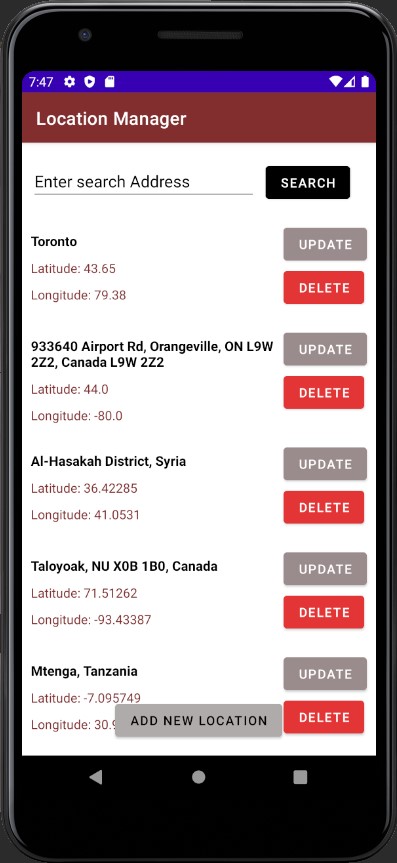 7:47
Location Manager
Enter search Address
SEARCH
Toronto
UPDATE
Latitude: 43.65
DELETE
Longitude: 79.38
933640 Airport Rd, Orangeville, ON L9W
2Z2, Canada L9W 2Z2
UPDATE
Latitude: 44.0
DELETE
Longitude: -80.0
Al-Hasakah District, Syria
UPDATE
Latitude: 36.42285
DELETE
Longitude: 41.0531
Taloyoak, NU X0B 1B0, Canada
UPDATE
Latitude: 71.51262
DELETE
Longitude: -93.43387
Mtenga, Tanzania
UPDATE
Latitude: -7.095749
DELETE
Longitude:
ADD NEW LOCATION